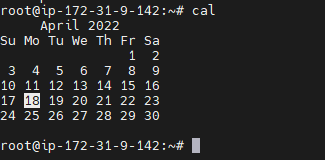 root@ip-172-31-9-142:~# cal
     April 2022
Su Mo Tu We Th Fr Sa
                1  2
 3  4  5  6  7  8  9
10 11 12 13 14 15 16
17 18 19 20 21 22 23
24 25 26 27 28 29 30
root@ip-172-31-9-142:~#